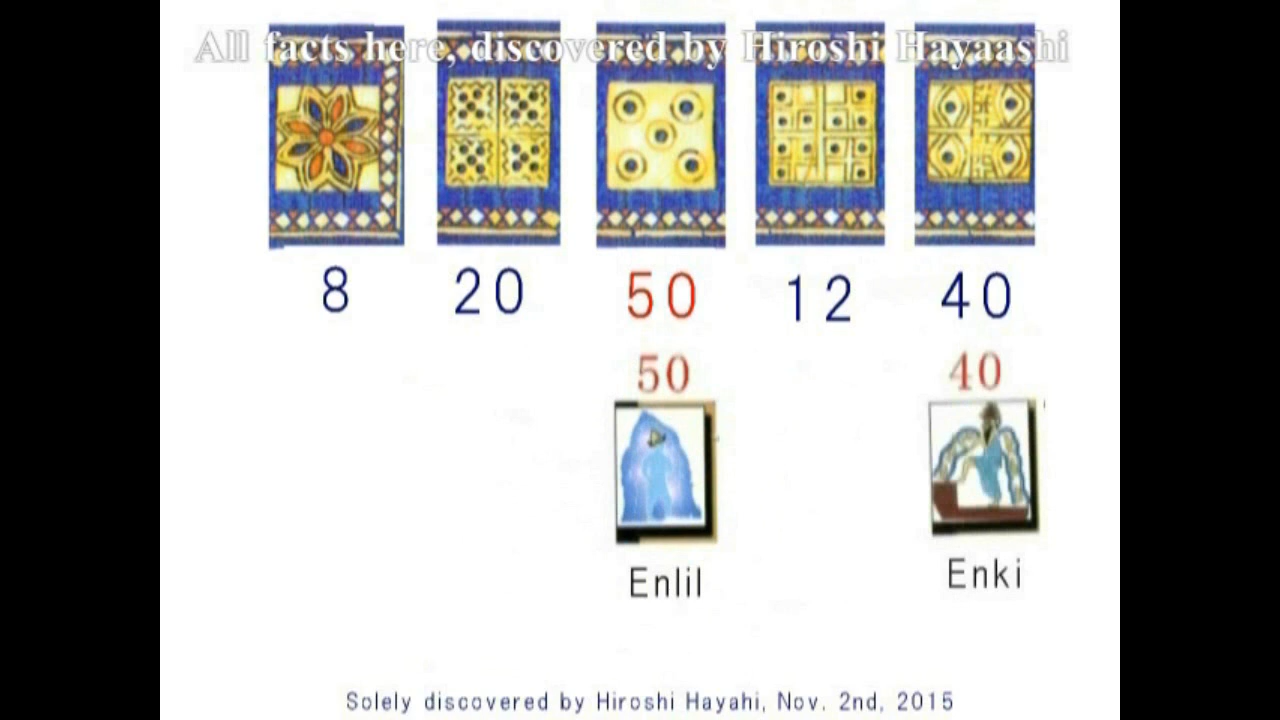 All facts here, discovered by Hiroshi Hayaashi
8 20 50 12 40
50 40
Enlil Enki
Solely discovered by Hiroshi Hayahi, Nov. 2nd, 2015